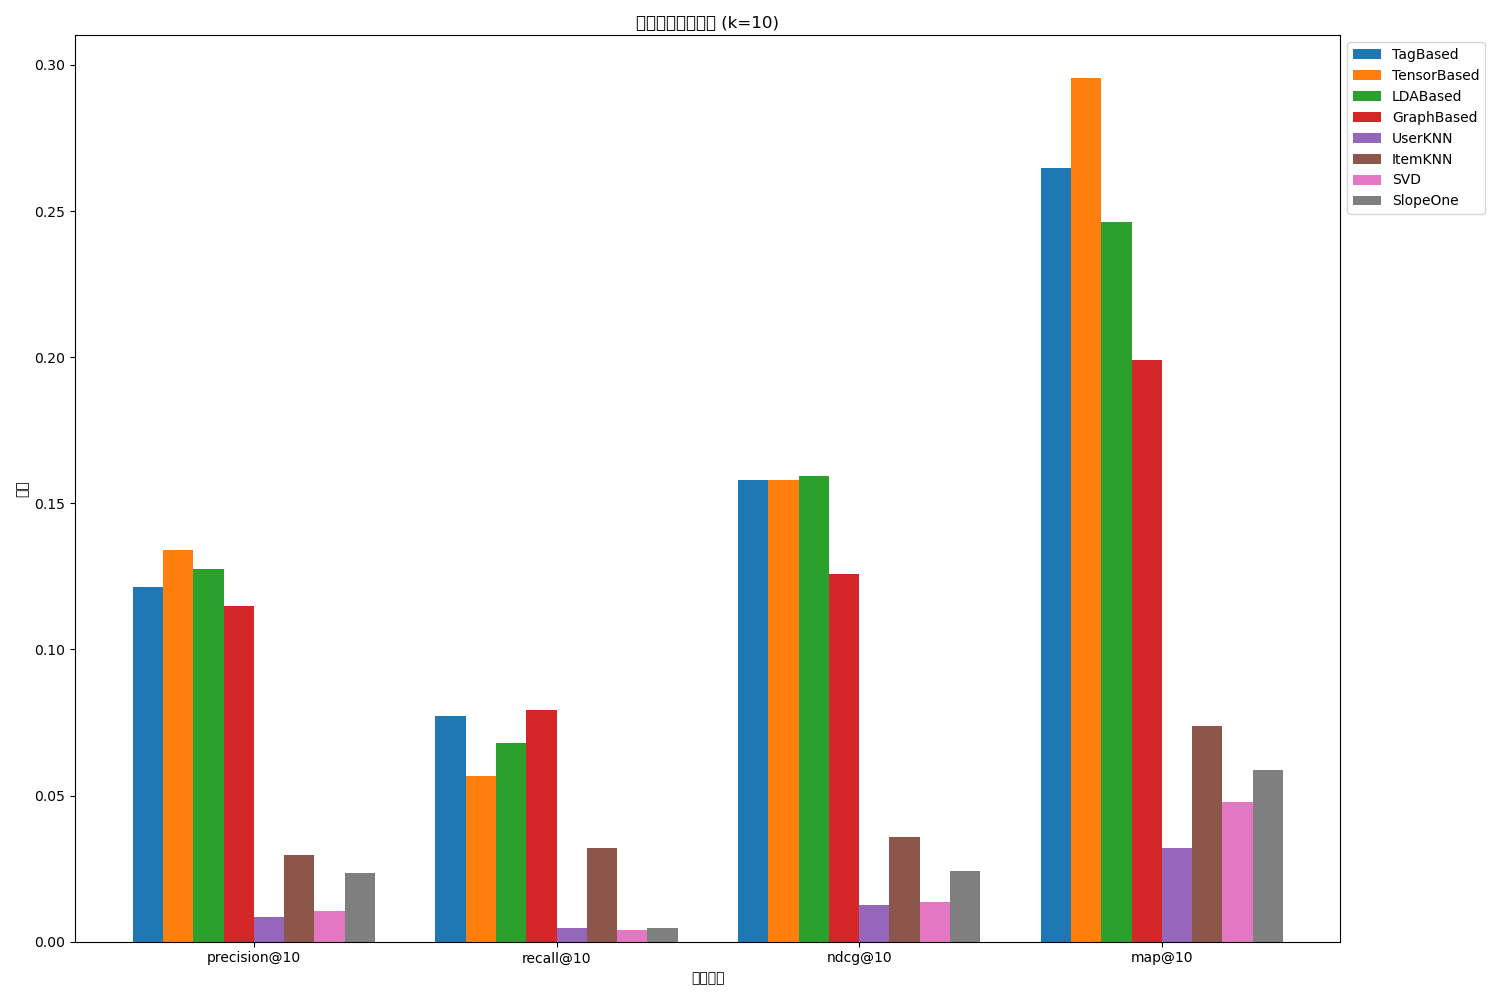 (k=10)
0.30
0.25
0.20
0.15
0.10
0.05
0.00
precision@10
recall@10
ndcg@10
map@10
TagBased
TensorBased
LDABased
GraphBased
UserKNN
ItemKNN
SVD
SlopeOne